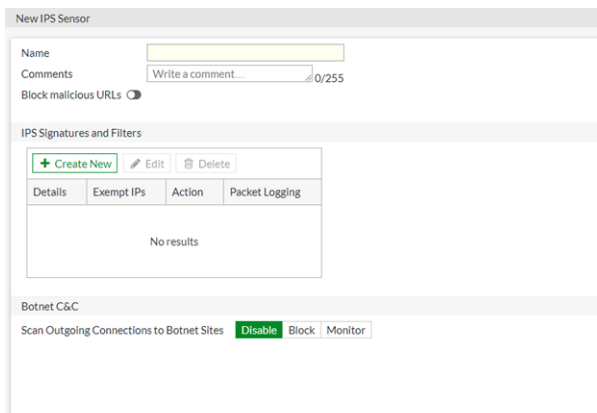 New IPS Sensor
Name
Comments Write a comment... 0/255
Block malicious URLs
IPS Signatures and Filters
+ Create New Edit Delete
Details Exempt IPs Action Packet Logging
No results
Botnet C&C
Scan Outgoing Connections to Botnet Sites Disable Block Monitor